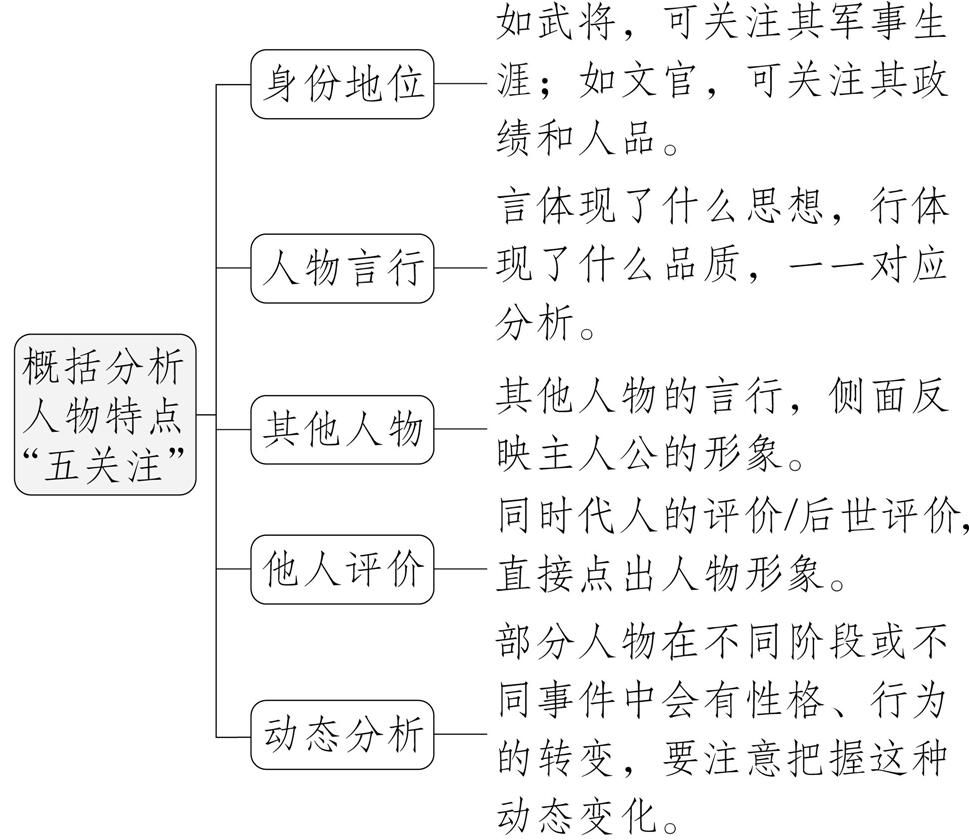 概括分析
人物特点
“五关注”
身份地位
如武将，可关注其军事生
涯；如文官，可关注其政
绩和人品。
人物言行
言体现了什么思想，行体
现了什么品质，一一对应
分析。
其他人物
其他人物的言行，侧面反
映主人公的形象。
他人评价
同时代人的评价/后世评价，
直接点出人物形象。
动态分析
部分人物在不同阶段或不
同事件中会有性格、行为
的转变，要注意把握这种
动态变化。